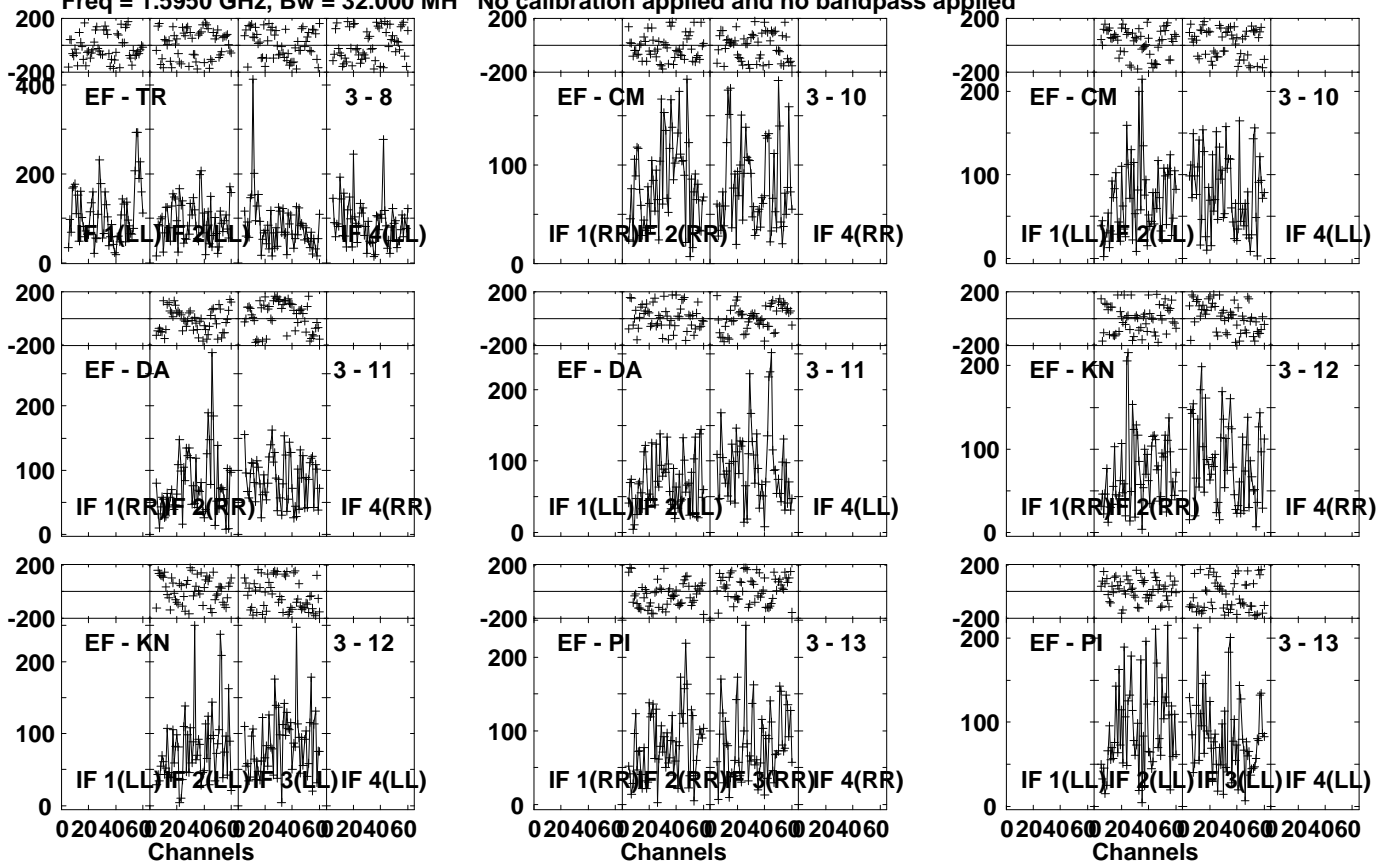 Freq = 1.5950 GHz, Bw = 32.000 MH No calibration applied and no bandpass applied
200
-200
400
200
0
EF - TR 3 - 8
IF 1(LL) IF 2(LL) IF 4(LL)
200
-200
100
0
EF - CM 3 - 10
IF 1(RR) IF 2(RR) IF 4(RR)
200
-200
200
100
0
EF - CM 3 - 10
IF 1(LL) IF 2(LL) IF 4(LL)
200
-200
200
100
0
EF - DA 3 - 11
IF 1(RR) IF 2(RR) IF 4(RR)
200
-200
200
100
0
EF - DA 3 - 11
IF 1(LL) IF 2(LL) IF 4(LL)
200
-200
200
100
0
EF - KN 3 - 12
IF 1(RR) IF 2(RR) IF 4(RR)
200
-200
200
100
0
EF - KN 3 - 12
IF 1(LL) IF 2(LL) IF 3(LL) IF 4(LL)
0 20 40 60 0 20 40 60 0 20 40 60 0 20 40 60
Channels
200
-200
200
100
0
EF - PI 3 - 13
IF 1(RR) IF 2(RR) IF 3(RR) IF 4(RR)
0 20 40 60 0 20 40 60 0 20 40 60 0 20 40 60
Channels
200
-200
200
100
0
EF - PI 3 - 13
IF 1(LL) IF 2(LL) IF 3(LL) IF 4(LL)
0 20 40 60 0 20 40 60 0 20 40 60 0 20 40 60
Channels